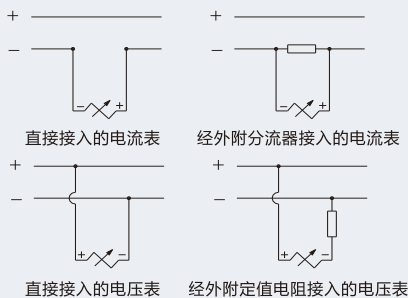 + +
− −
− + − +
直接接入的电流表 经外附分流器接入的电流表
+ +
− −
+ − + −
直接接入的电压表 经外附定值电阻接入的电压表